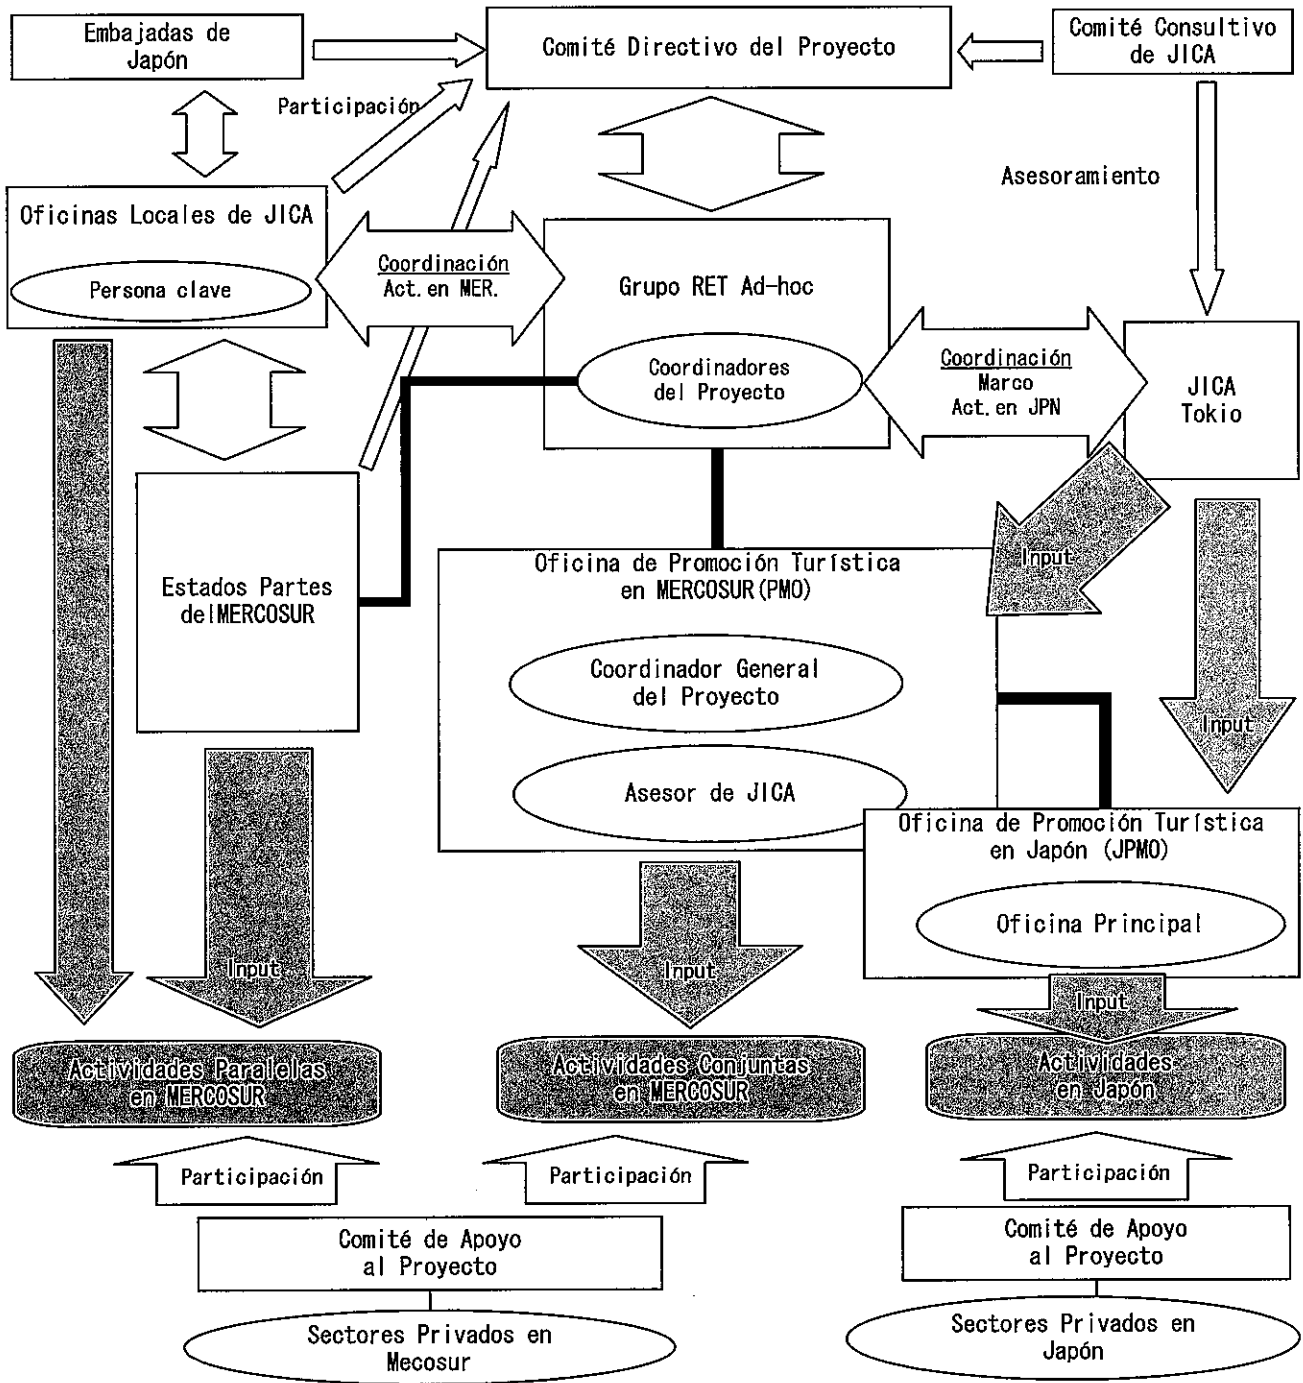 Embajadas de
Japón
Comité Directivo del Proyecto
Comité Consultivo
de JICA
Participación
Asesoramiento
Oficinas Locales de JICA
Persona clave
Coordinación
Act. en MER.
Grupo RET Ad-hoc
Coordinadores
del Proyecto
Coordinación
Marco
Act. en JPN
JICA
Tokio
Estados Partes
delMERCOSUR
Oficina de Promoción Turística
en MERCOSUR(PMO)
Input
Coordinador General
del Proyecto
Input
Asesor de JICA
Oficina de Promoción Turística
en Japón (JPMO)
Oficina Principal
Input
Input
Input
Actividades Paralelas
en MERCOSUR
Actividades Conjuntas
en MERCOSUR
Actividades
en Japón
Participación
Participación
Participación
Comité de Apoyo
al Proyecto
Comité de Apoyo
al Proyecto
Sectores Privados en
Mecosur
Sectores Privados en
Japón